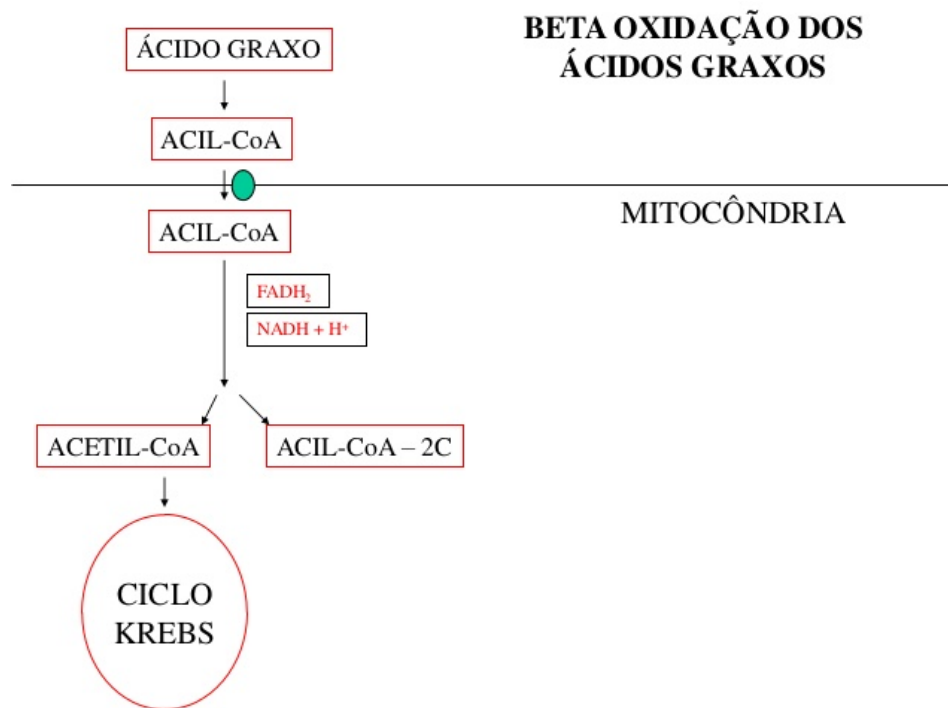 BETA OXIDAÇÃO DOS
ÁCIDOS GRAXOS
ÁCIDO GRAXO
ACIL-CoA
MITOCÔNDRIA
ACIL-CoA
FADH₂
NADH + H⁺
ACETIL-CoA
ACIL-CoA – 2C
CICLO
KREBS